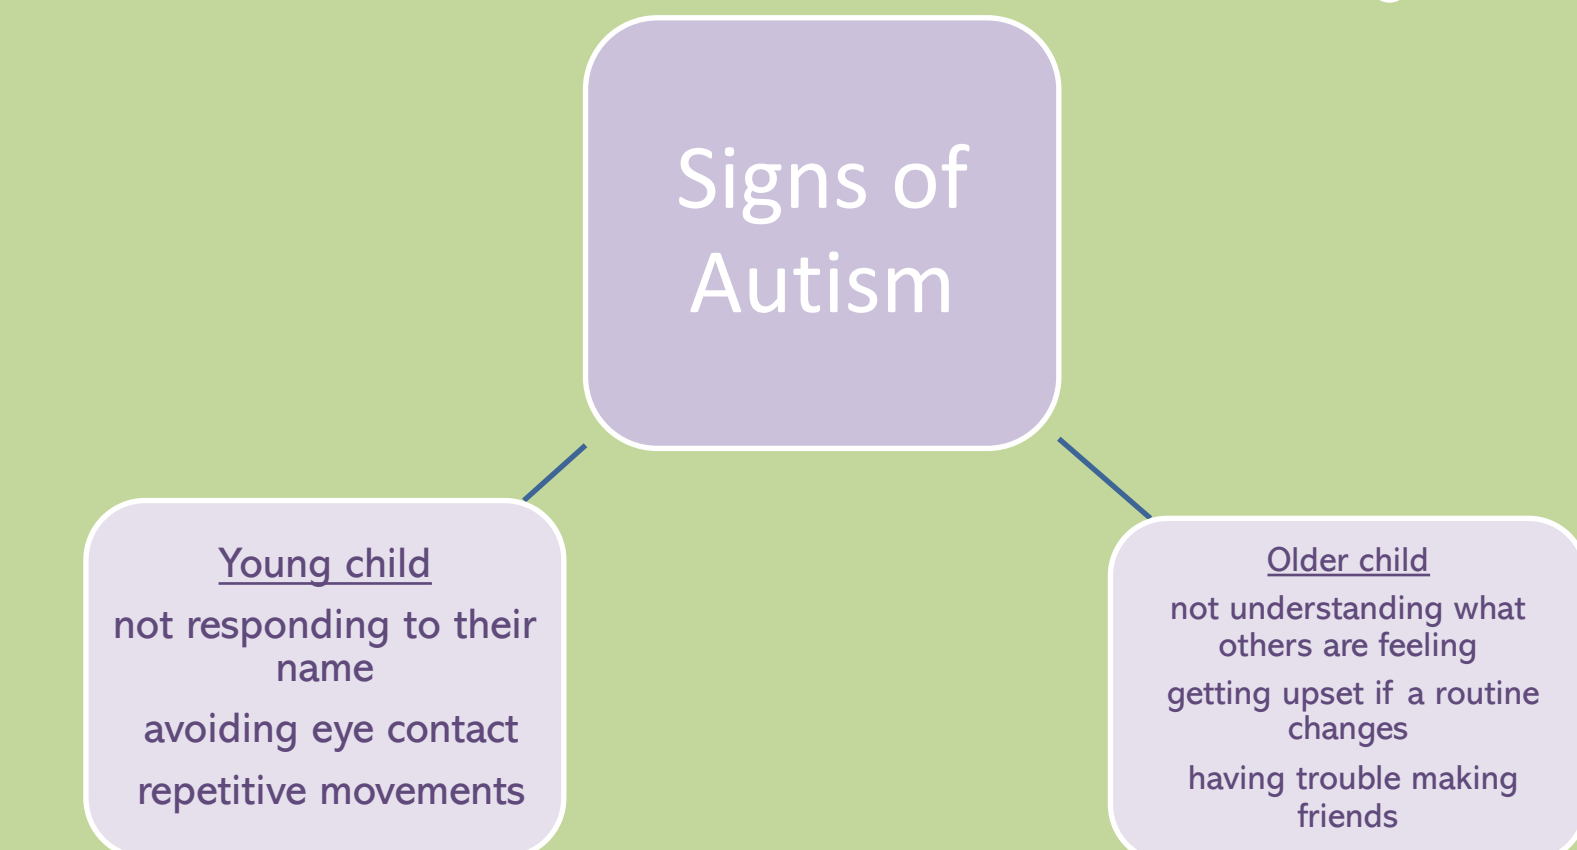 Signs of
Autism
Young child
not responding to their
name
avoiding eye contact
repetitive movements
Older child
not understanding what
others are feeling
getting upset if a routine
changes
having trouble making
friends